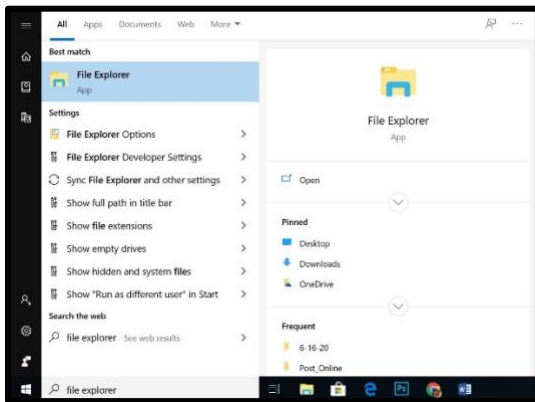 All Apps Documents Web More
Best match
File Explorer
App
Settings
File Explorer Options
File Explorer Developer Settings
Sync File Explorer and other settings
Show full path in title bar
Show file extensions
Show empty drives
Show hidden and system files
Show "Run as different user" in Start
Search the web
file explorer - See web results
file explorer
File Explorer
App
Open
Pinned
Desktop
Downloads
OneDrive
Frequent
6-16-20
Post_Online
Ps